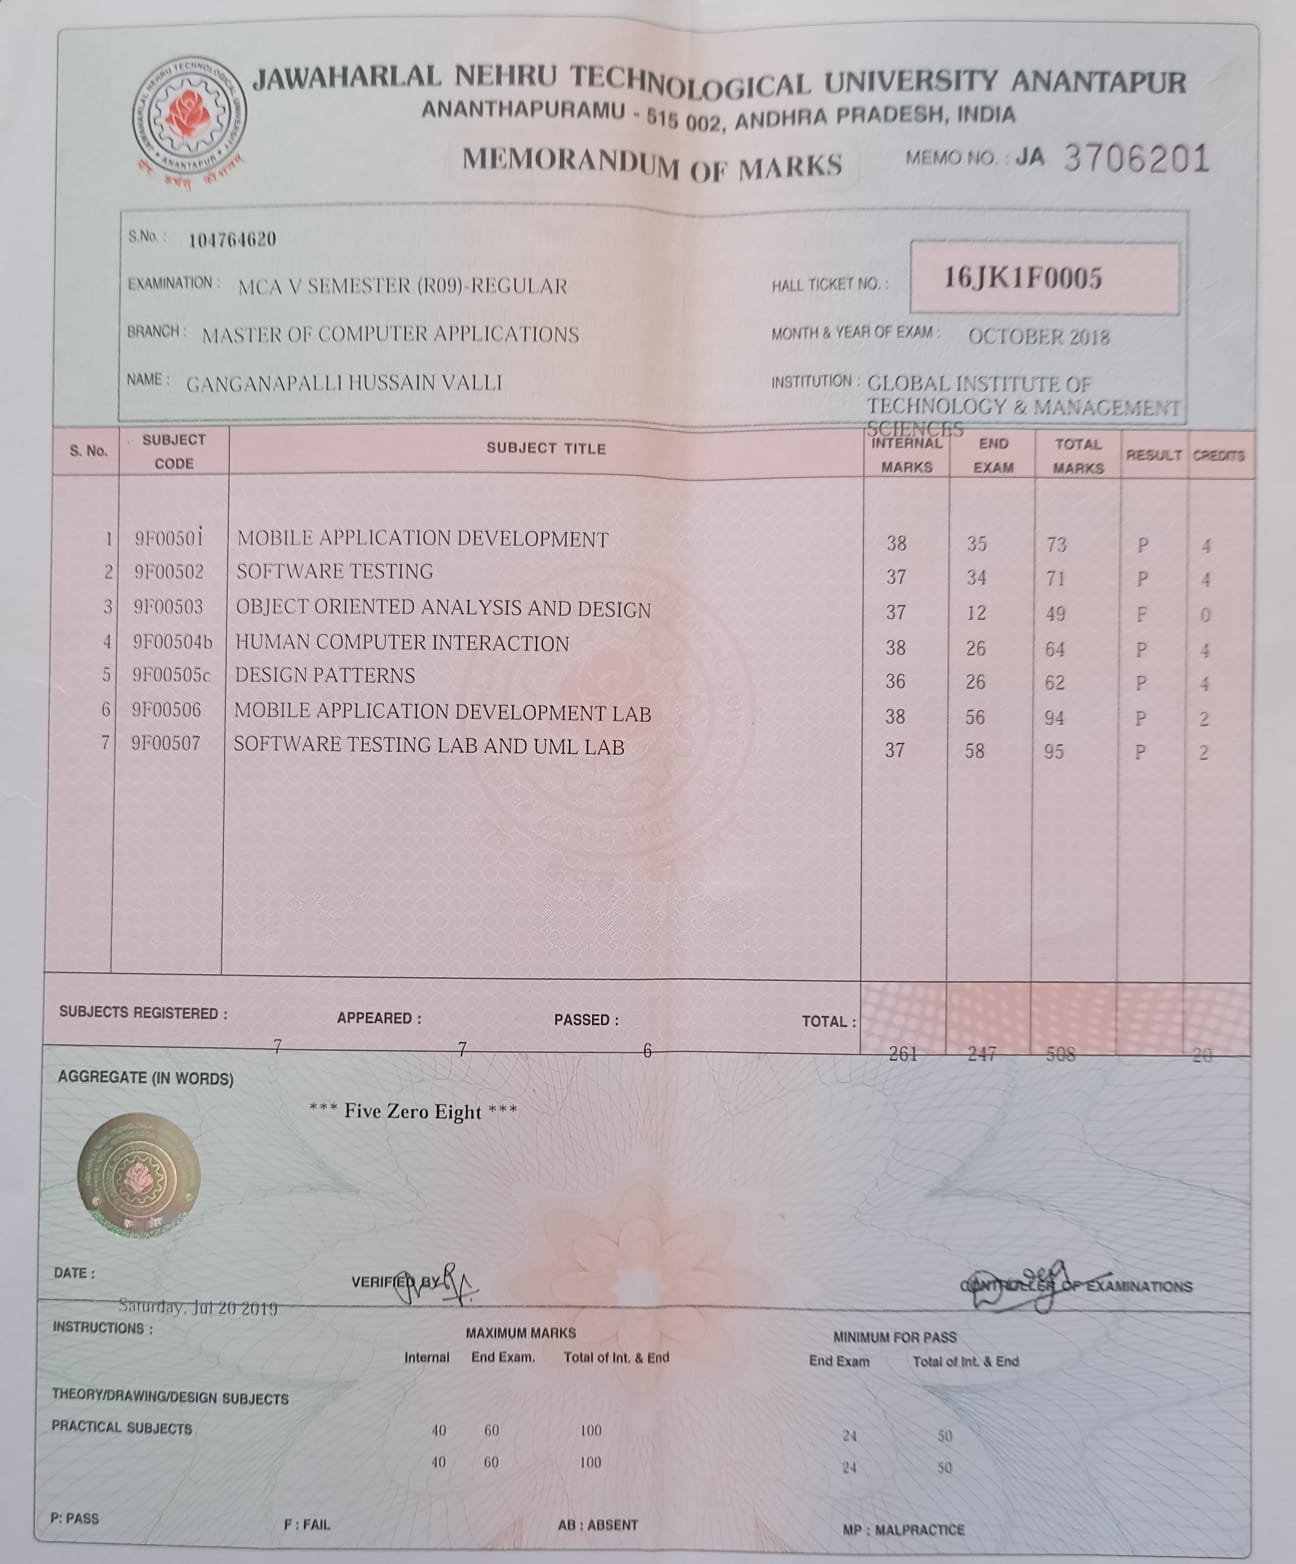 JAWAHARLAL NEHRU TECHNOLOGICAL UNIVERSITY ANANTAPUR
ANANTHAPURAMU - 515 002, ANDHRA PRADESH, INDIA
MEMORANDUM OF MARKS
MEMO NO. : JA 3706201
S.No. : 104764620
EXAMINATION : MCA V SEMESTER (R09)-REGULAR
HALL TICKET NO. : 16JK1F0005
BRANCH : MASTER OF COMPUTER APPLICATIONS
MONTH & YEAR OF EXAM : OCTOBER 2018
NAME : GANGANAPALLI HUSSAIN VALLI
INSTITUTION : GLOBAL INSTITUTE OF
TECHNOLOGY & MANAGEMENT
SCIENCES
S. No. SUBJECT CODE SUBJECT TITLE INTERNAL MARKS END EXAM TOTAL MARKS RESULT CREDITS
1 9F00501 MOBILE APPLICATION DEVELOPMENT 38 35 73 P 4
2 9F00502 SOFTWARE TESTING 37 34 71 P 4
3 9F00503 OBJECT ORIENTED ANALYSIS AND DESIGN 37 12 49 F 0
4 9F00504b HUMAN COMPUTER INTERACTION 38 26 64 P 4
5 9F00505c DESIGN PATTERNS 36 26 62 P 4
6 9F00506 MOBILE APPLICATION DEVELOPMENT LAB 38 56 94 P 2
7 9F00507 SOFTWARE TESTING LAB AND UML LAB 37 58 95 P 2
SUBJECTS REGISTERED : APPEARED : PASSED : TOTAL :
7 7 6 261 247 508 20
AGGREGATE (IN WORDS)
*** Five Zero Eight ***
DATE : VERIFIED BY CONTROLLER OF EXAMINATIONS
Saturday, Jul 20 2019
INSTRUCTIONS : MAXIMUM MARKS MINIMUM FOR PASS
Internal End Exam. Total of Int. & End End Exam Total of Int. & End
THEORY/DRAWING/DESIGN SUBJECTS
PRACTICAL SUBJECTS
40 60 100 24 50
40 60 100 24 50
P: PASS F : FAIL AB : ABSENT MP : MALPRACTICE